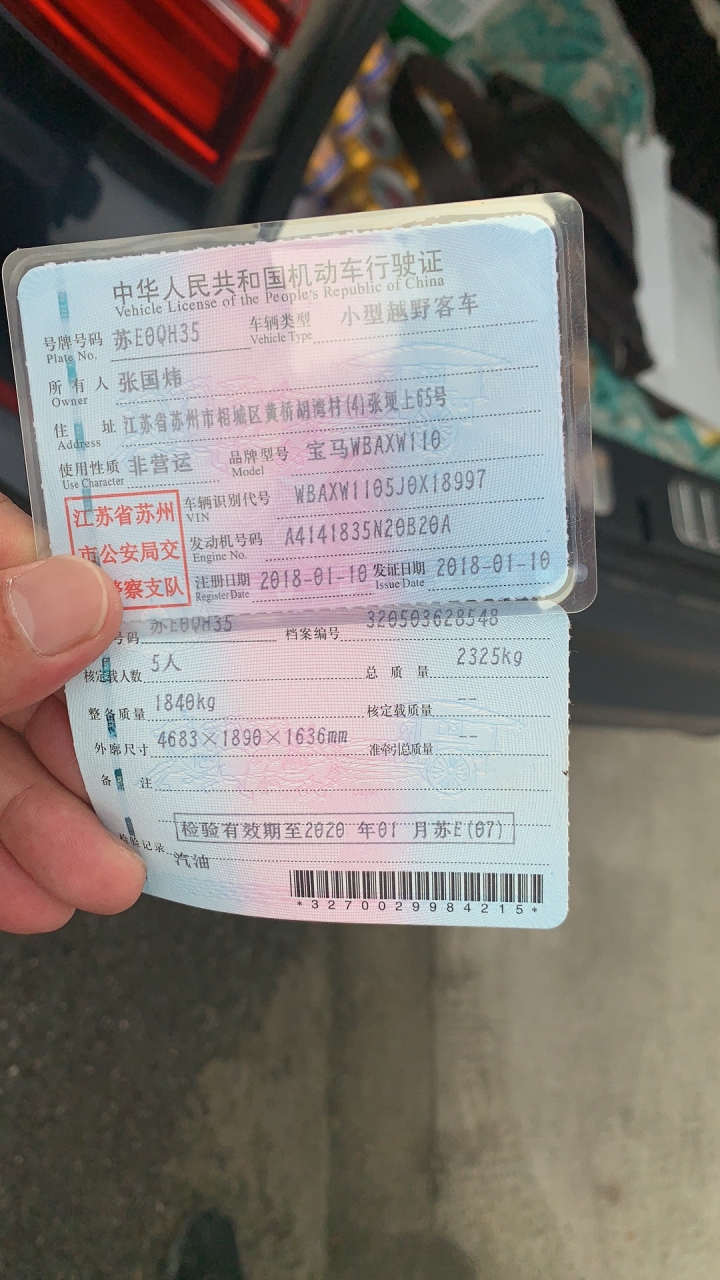 中华人民共和国机动车行驶证
Vehicle License of the People's Republic of China
号牌号码 苏E0QH35 车辆类型 小型越野客车
Plate No. Vehicle Type
所有人 张国炜
Owner
住址 江苏省苏州市相城区黄桥胡湾村(4)张埂上65号
Address
使用性质 非营运 品牌型号 宝马WBAXW110
Use Character Model
江苏省苏州
市公安局交
警察支队
车辆识别代号 WBAXW1105J0X18997
VIN
发动机号码 A4141835N20B20A
Engine No.
注册日期 2018-01-10 发证日期 2018-01-10
Register Date Issue Date
号码 苏E0QH35 档案编号 320503628548
核定载人数 5人 总质量 2325kg
整备质量 1840kg 核定载质量 --
外廓尺寸 4683×1890×1636mm 准牵引总质量 --
备注
检验有效期至2020 年01 月苏E(07)
检验记录
汽油
*3270029984215*